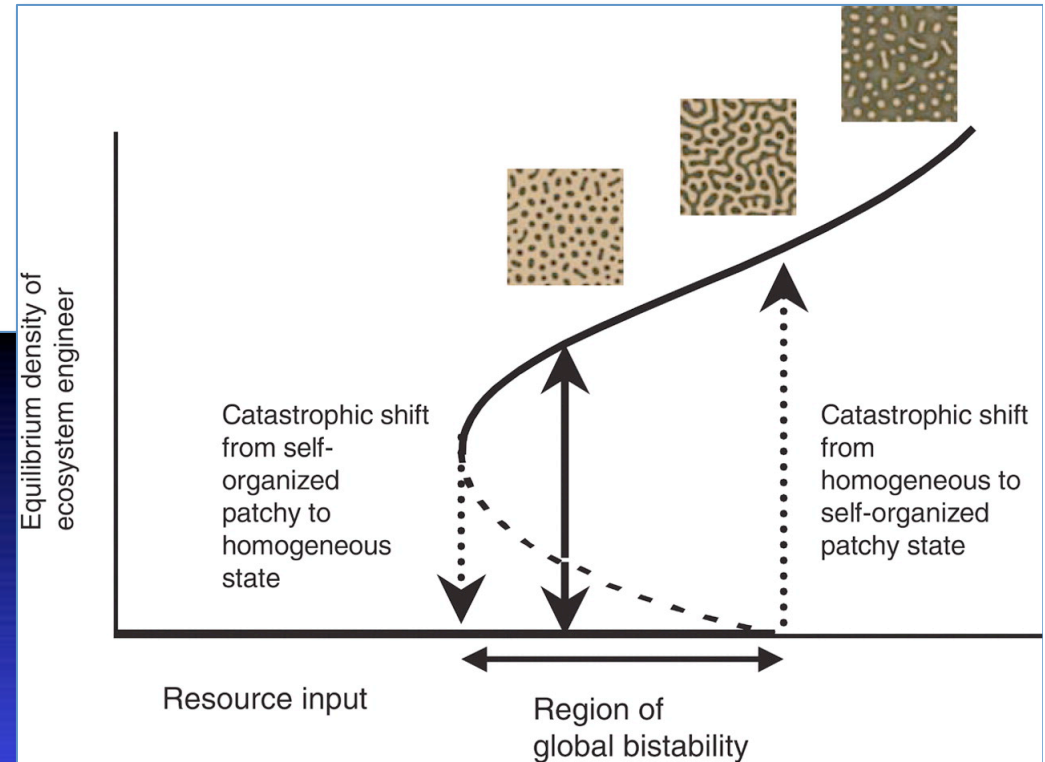 Equilibrium density of
ecosystem engineer
Catastrophic shift
from self-
organized
patchy to
homogeneous
state
Catastrophic shift
from
homogeneous to
self-organized
patchy state
Resource input
Region of
global bistability